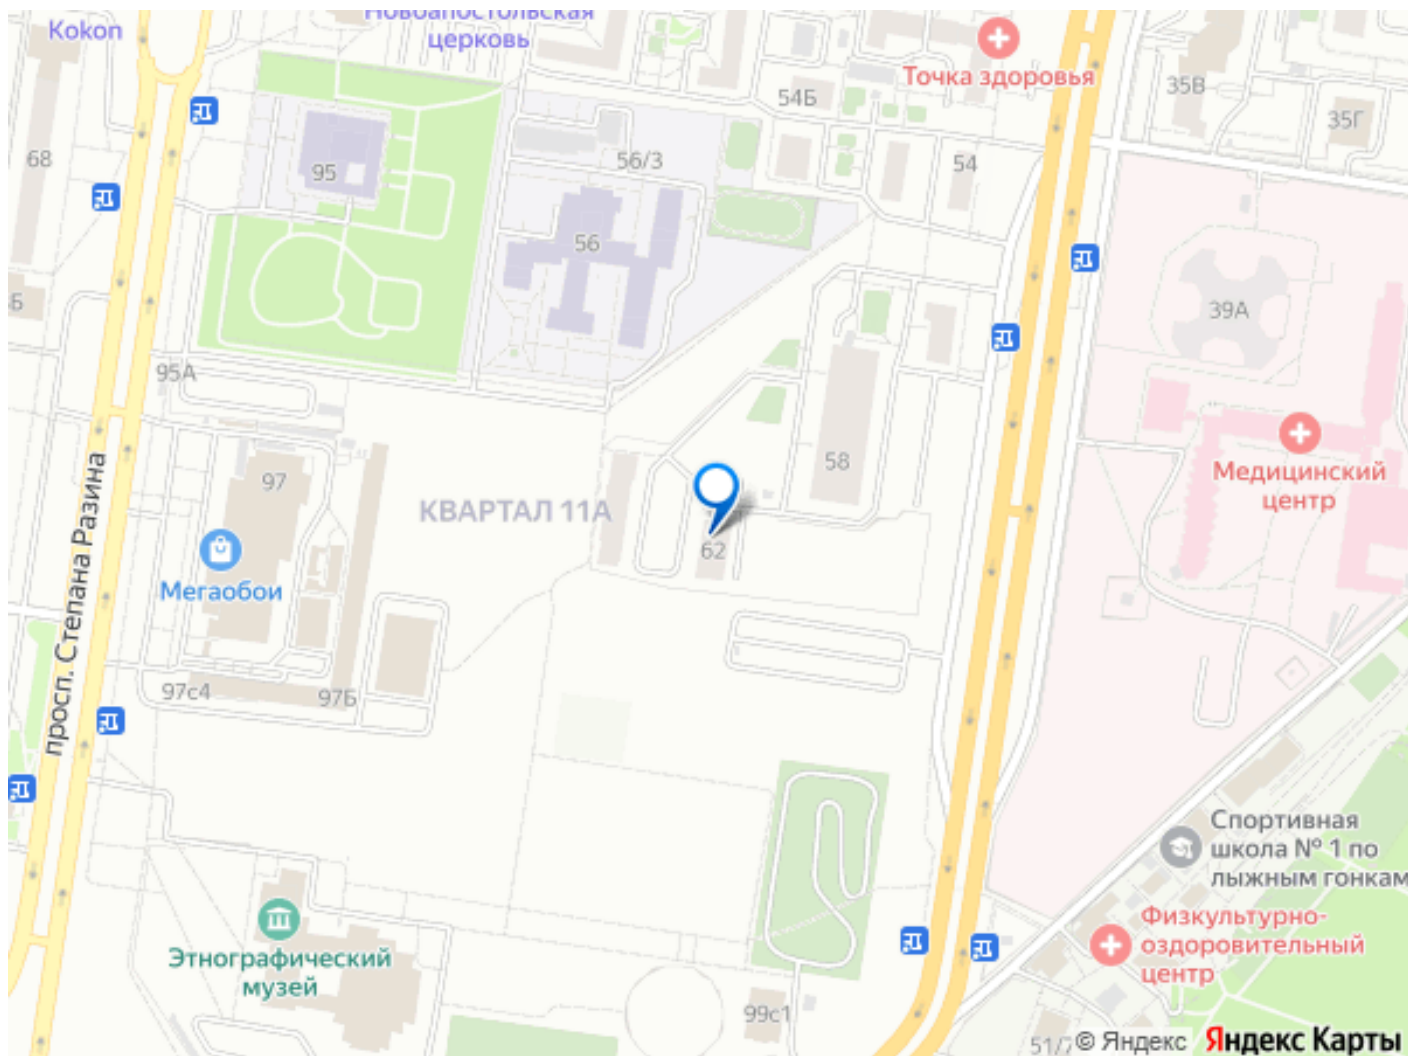 Kokon
Новоапостольская
церковь
Точка здоровья
54Б
35В
35Г
68
95
56/3
54
56
39А
95А
58
Медицинский
центр
97
КВАРТАЛ 11А
62
Мегаобои
просп. Степана Разина
97с4
97Б
Спортивная
школа № 1 по
лыжным гонкам
Физкультурно-
оздоровительный
центр
Этнографический
музей
99с1
© Яндекс
Яндекс Карты